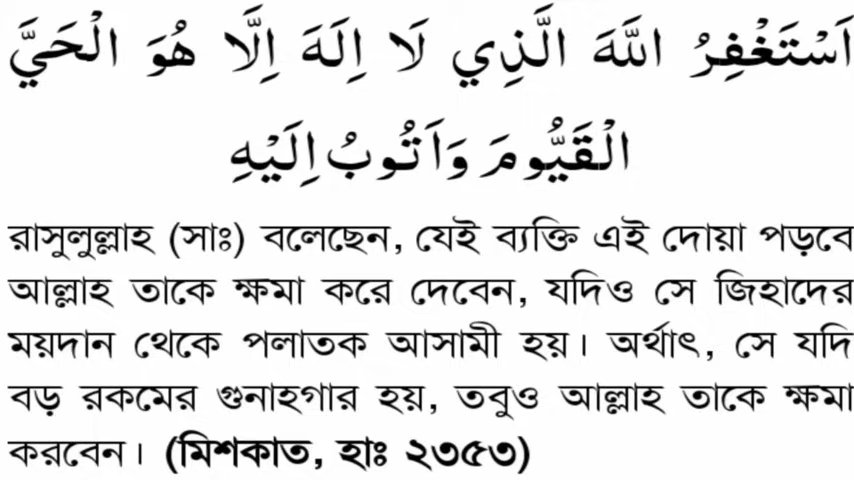 اَسْتَغْفِرُ اللَّهَ الَّذِي لَا اِلَهَ اِلَّا هُوَ الْحَيَّ
الْقَيُّومَ وَاَتُوبُ اِلَيْهِ
রাসুলুল্লাহ (সাঃ) বলেছেন, যেই ব্যক্তি এই দোয়া পড়বে
আল্লাহ তাকে ক্ষমা করে দেবেন, যদিও সে জিহাদের
ময়দান থেকে পলাতক আসামী হয়। অর্থাৎ, সে যদি
বড় রকমের গুনাহগার হয়, তবুও আল্লাহ তাকে ক্ষমা
করবেন। (মিশকাত, হাঃ ২৩৫৩)